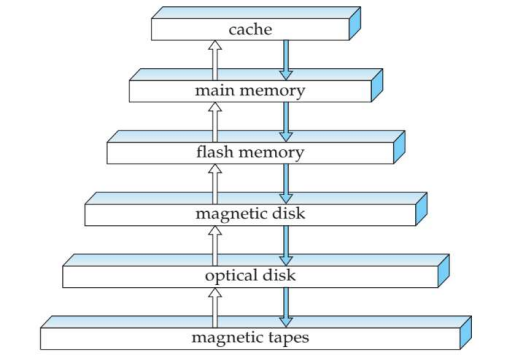 cache
main memory
flash memory
magnetic disk
optical disk
magnetic tapes